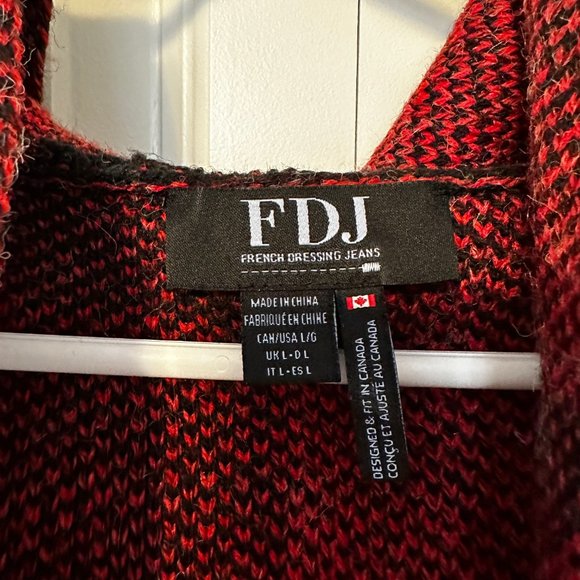 FDJ
FRENCH DRESSING JEANS
MADE IN CHINA
FABRIQUÉ EN CHINE
CAN/USA L/G
UK L • D L
IT L • ES L
DESIGNED & FIT IN CANADA
CONÇU ET AJUSTÉ AU CANADA